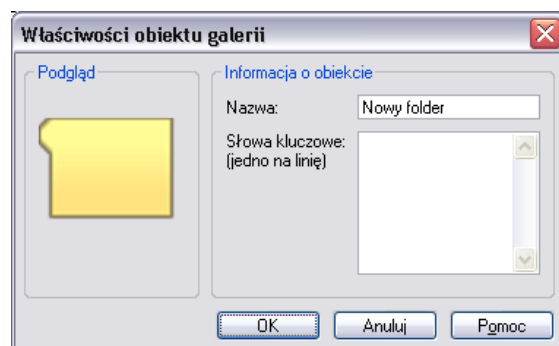 Właściwości obiektu galerii
Podgląd
Informacja o obiekcie
Nazwa:
Nowy folder
Słowa kluczowe:
(jedno na linię)
OK
Anuluj
Pomoc